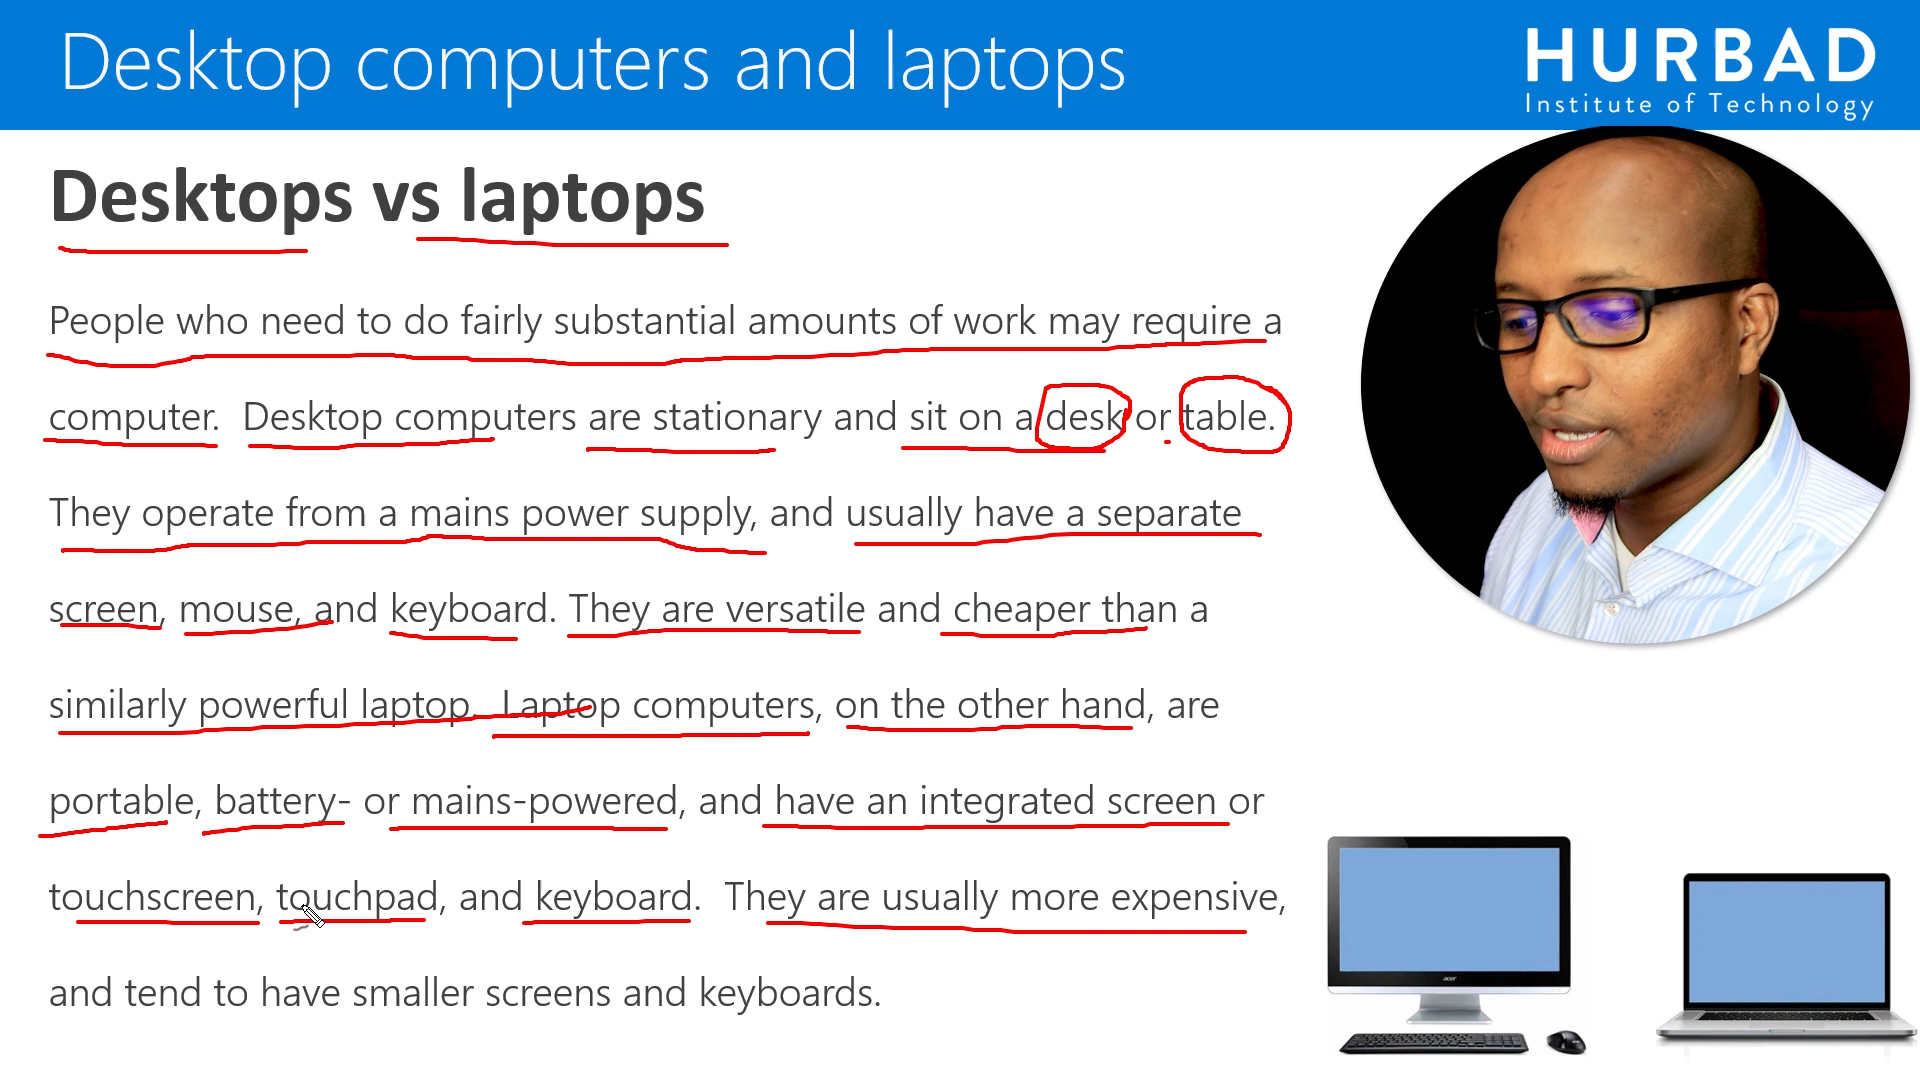 Desktop computers and laptops
HURBAD
Institute of Technology
Desktops vs laptops
People who need to do fairly substantial amounts of work may require a
computer. Desktop computers are stationary and sit on a desk or table.
They operate from a mains power supply, and usually have a separate
screen, mouse, and keyboard. They are versatile and cheaper than a
similarly powerful laptop. Laptop computers, on the other hand, are
portable, battery- or mains-powered, and have an integrated screen or
touchscreen, touchpad, and keyboard. They are usually more expensive,
and tend to have smaller screens and keyboards.
acer